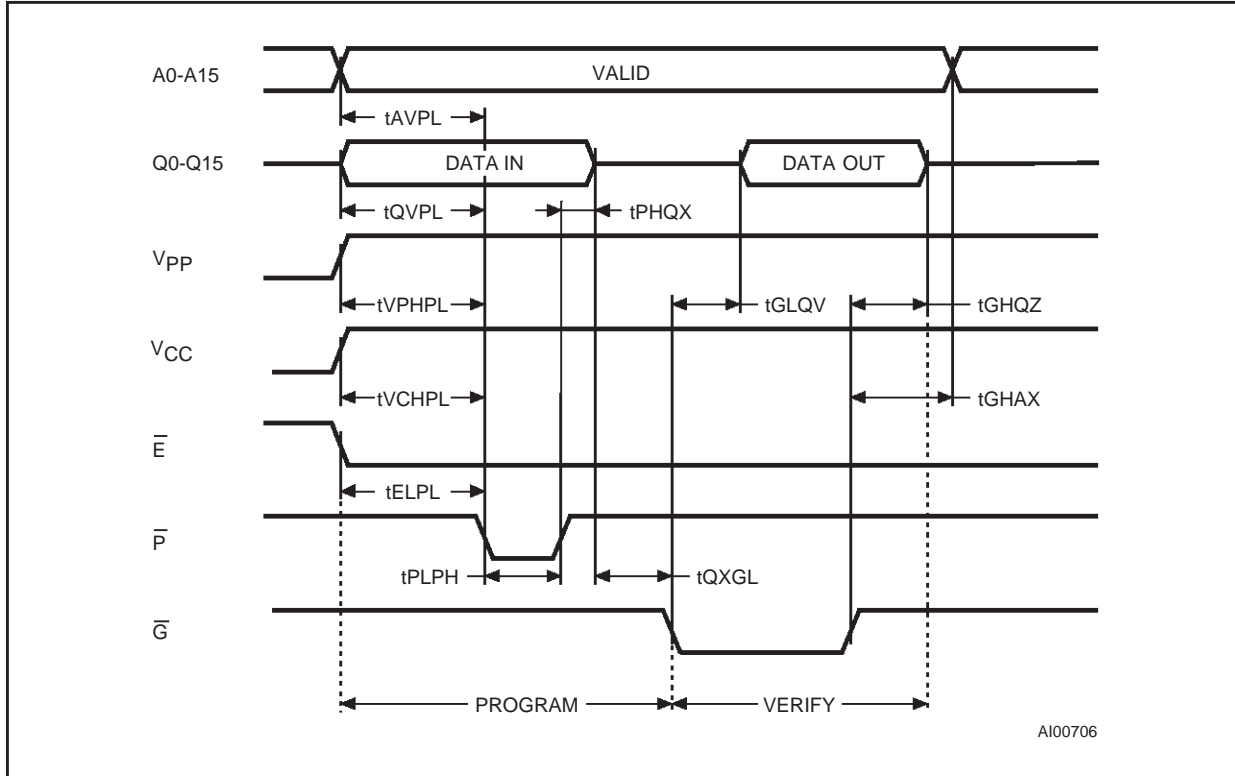 A0-A15
VALID
tAVPL
Q0-Q15
DATA IN
DATA OUT
tQVPL
tPHQX
VPP
tVPHPL
tGLQV
tGHQZ
VCC
tVCHPL
tGHAX
E̅
tELPL
P̅
tPLPH
tQXGL
G̅
PROGRAM
VERIFY
AI00706